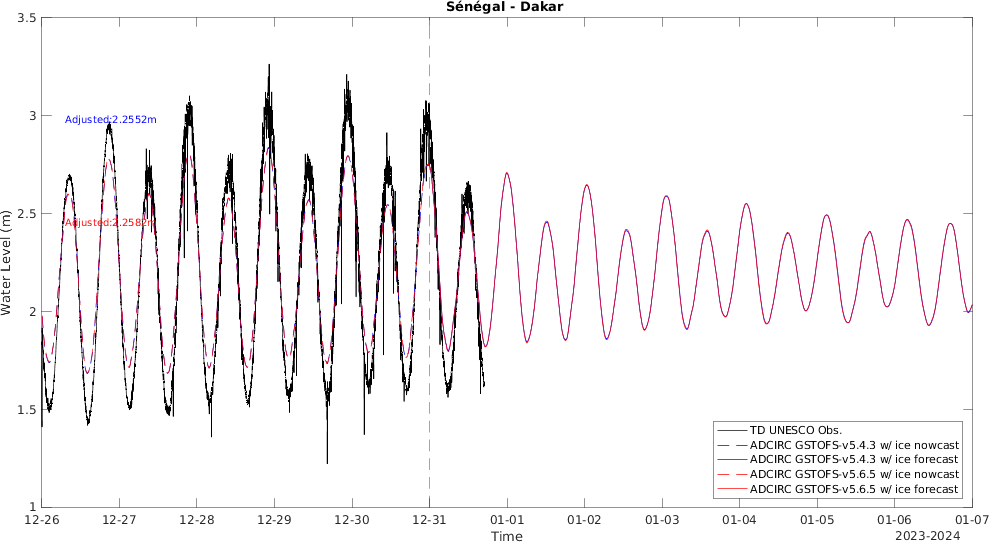 Sénégal - Dakar
3.5
3
2.5
2
1.5
1
Water Level (m)
Adjusted:2.2552m
Adjusted:2.2582m
TD UNESCO Obs.
ADCIRC GSTOFS-v5.4.3 w/ ice nowcast
ADCIRC GSTOFS-v5.4.3 w/ ice forecast
ADCIRC GSTOFS-v5.6.5 w/ ice nowcast
ADCIRC GSTOFS-v5.6.5 w/ ice forecast
12-26 12-27 12-28 12-29 12-30 12-31 01-01 01-02 01-03 01-04 01-05 01-06 01-07
Time
2023-2024